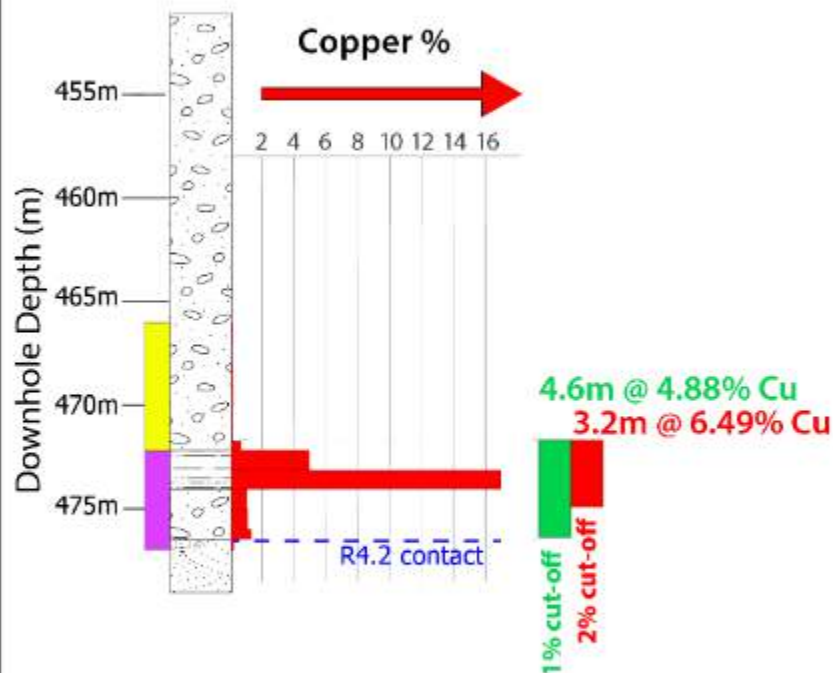 Copper %
455m
2 4 6 8 10 12 14 16
460m
Downhole Depth (m)
465m
470m
475m
4.6m @ 4.88% Cu
3.2m @ 6.49% Cu
R4.2 contact
1% cut-off
2% cut-off